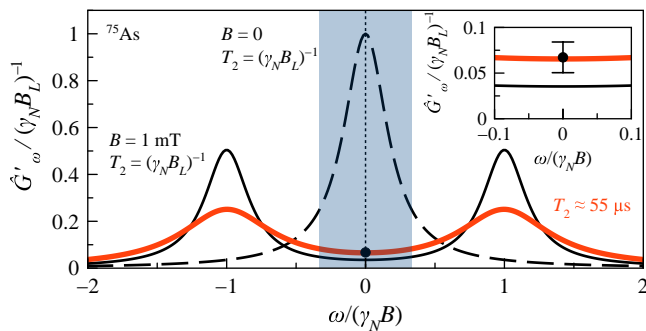 ⁷⁵As
B = 0
T₂ = (γ_N B_L)⁻¹
B = 1 mT
T₂ = (γ_N B_L)⁻¹
T₂ ≈ 55 μs
Ĝ'_ω/(γ_N B_L)⁻¹
1
0.8
0.6
0.4
0.2
0
−2
−1
0
1
2
ω/(γ_N B)
Ĝ'_ω/(γ_N B_L)⁻¹
0.1
0.05
0
−0.1
0
0.1
ω/(γ_N B)